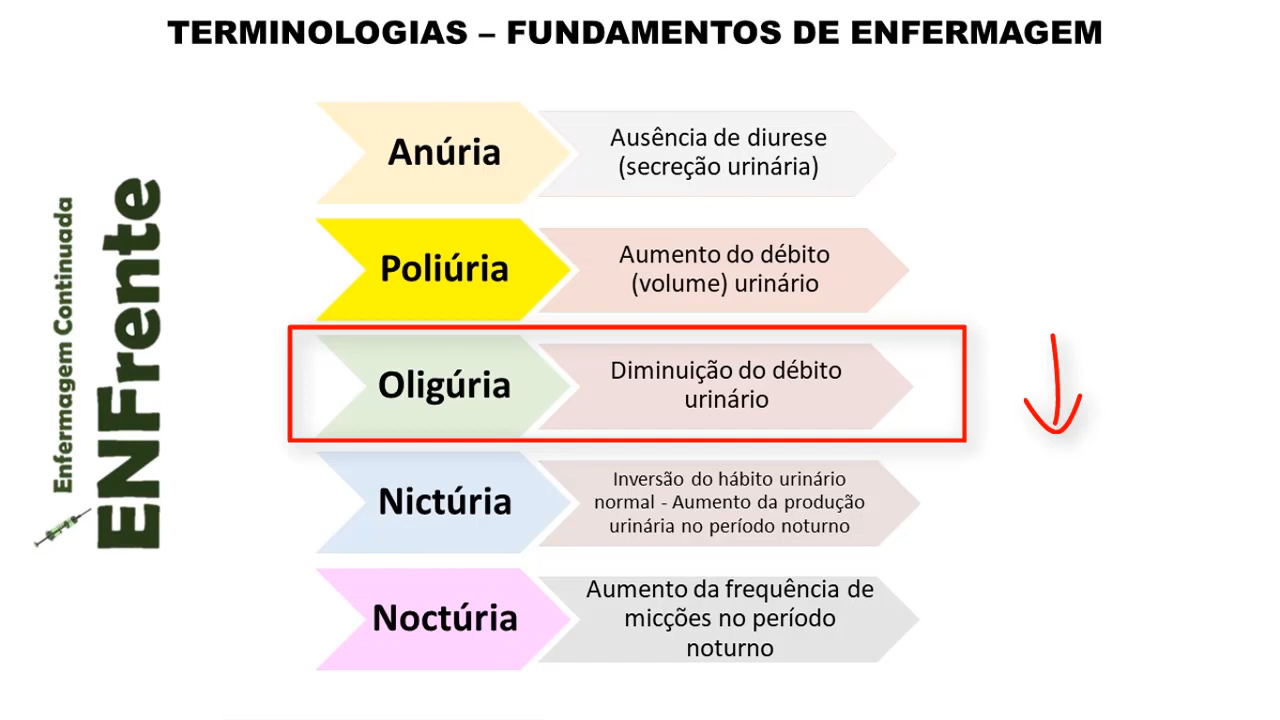 TERMINOLOGIAS – FUNDAMENTOS DE ENFERMAGEM
Enfermagem Continuada
ENFrente
Anúria
Ausência de diurese
(secreção urinária)
Poliúria
Aumento do débito
(volume) urinário
Oligúria
Diminuição do débito
urinário
Nictúria
Inversão do hábito urinário
normal - Aumento da produção
urinária no período noturno
Noctúria
Aumento da frequência de
micções no período
noturno